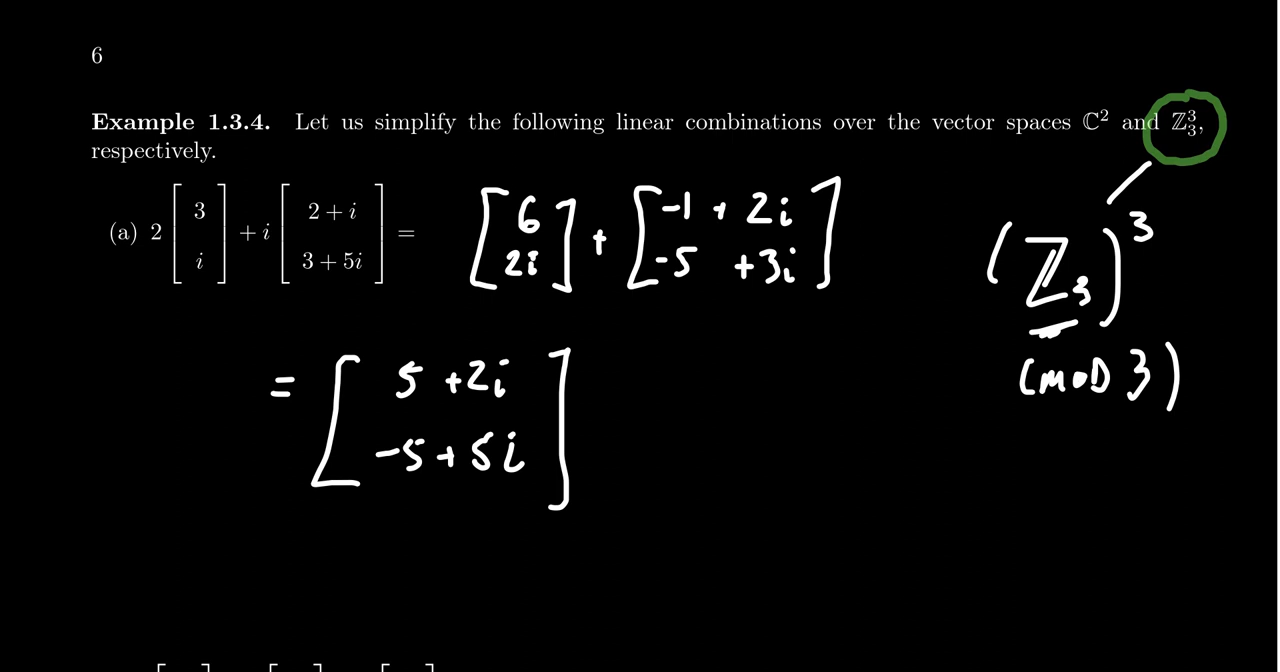 6
Example 1.3.4. Let us simplify the following linear combinations over the vector spaces ℂ² and ℤ₃³,
respectively.
(a) 2 [3; i] + i [2 + i; 3 + 5i] = [6; 2i] + [-1 + 2i; -5 + 3i]
(ℤ₃)³
= [5 + 2i; -5 + 5i]
(MOD 3)